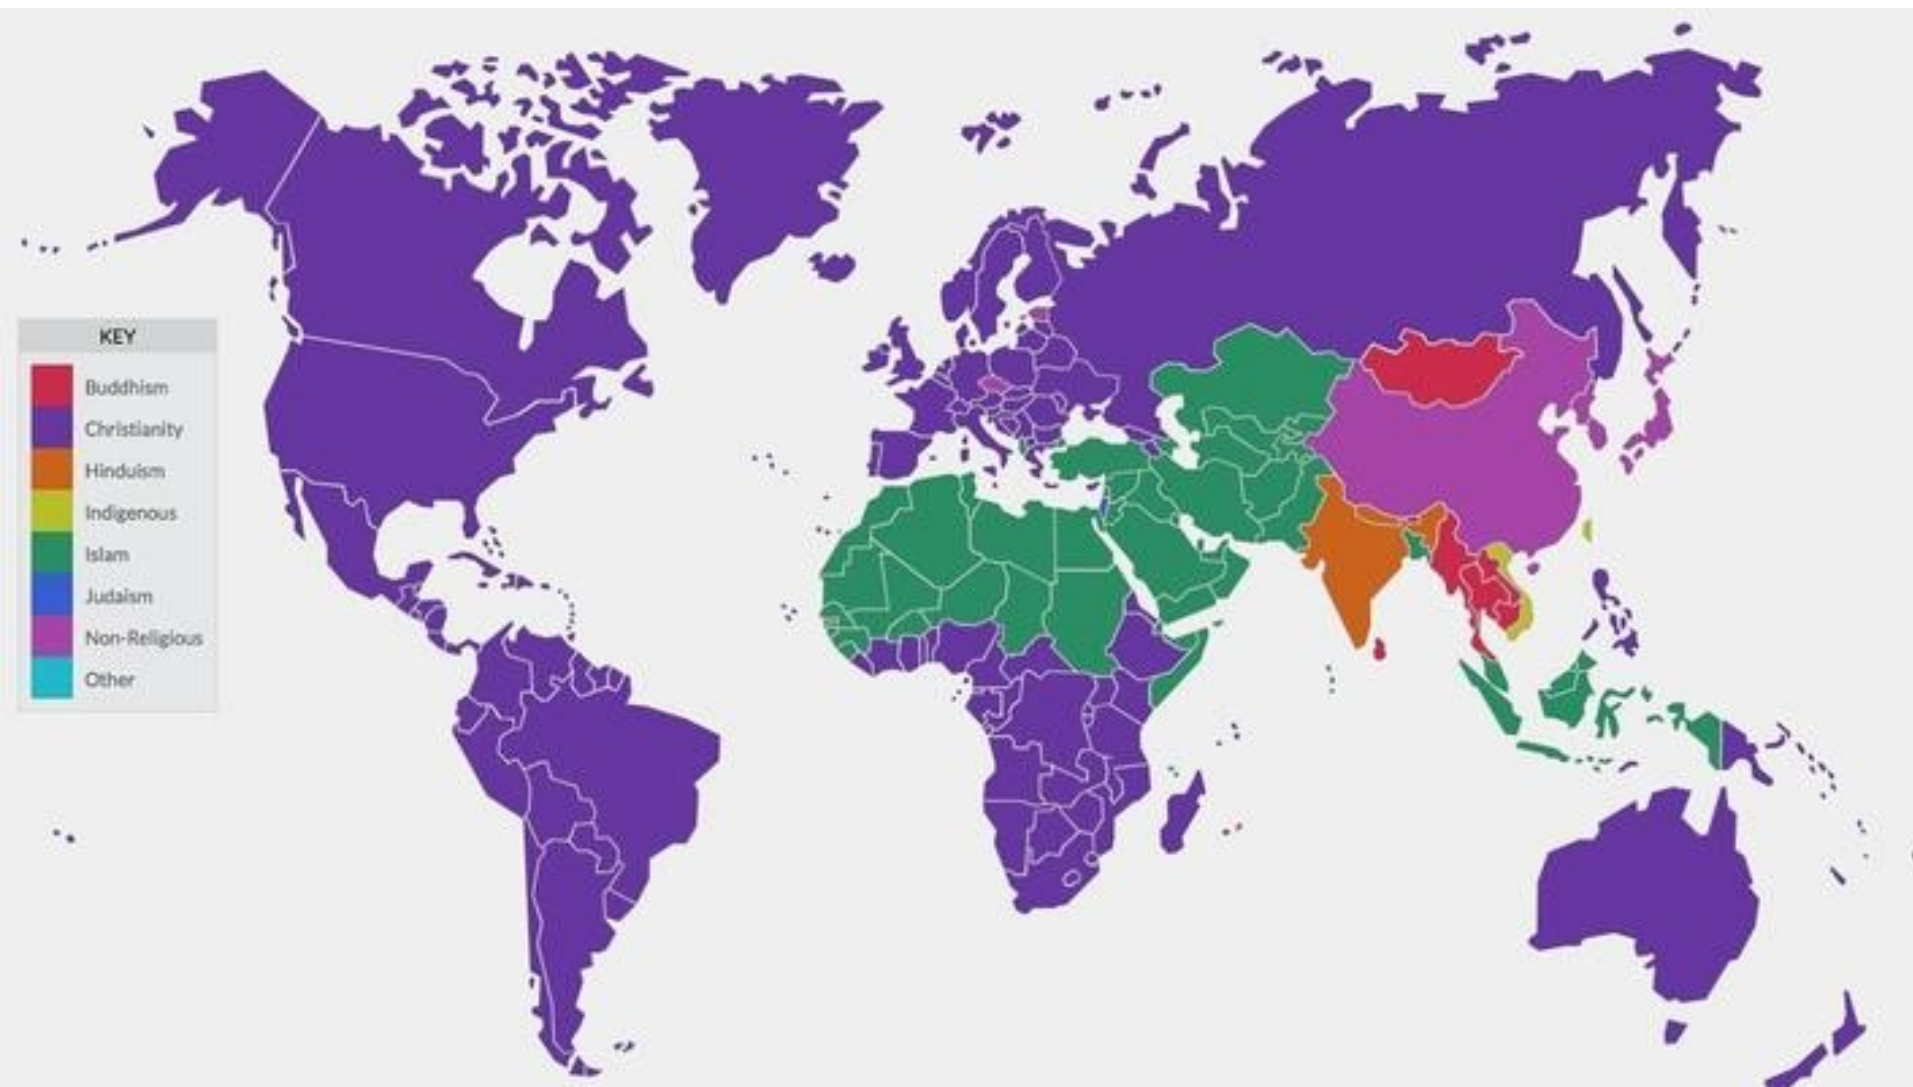 KEY
Buddhism
Christianity
Hinduism
Indigenous
Islam
Judaism
Non-Religious
Other